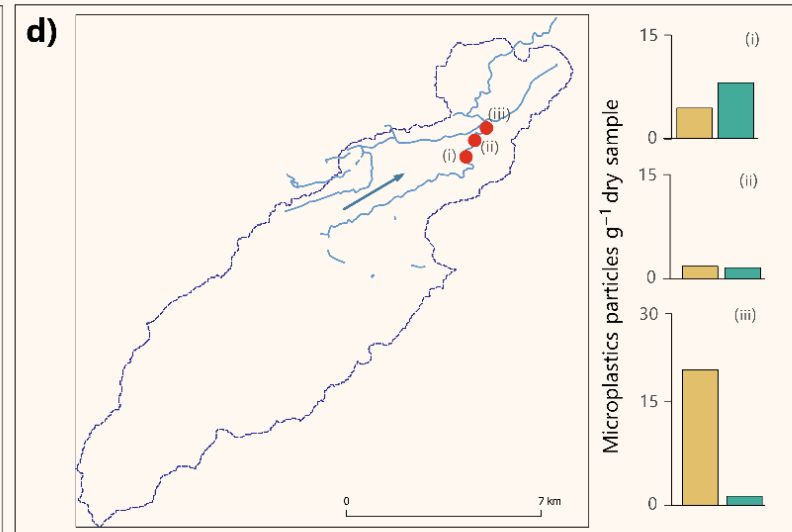 d)
(iii)
(ii)
(i)
0 7 km
Microplastics particles g⁻¹ dry sample
15
(i)
0
15
(ii)
0
30
(iii)
15
0